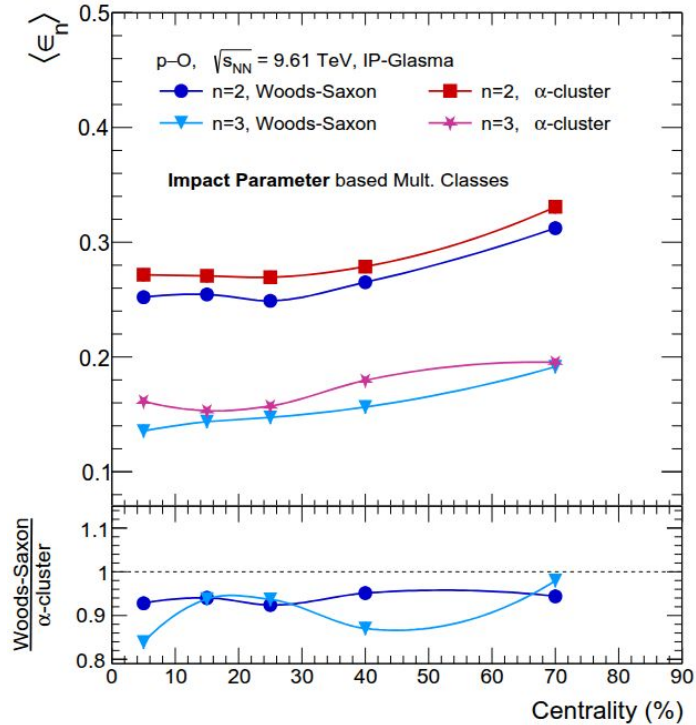 ⟨ϵn⟩
0.5
p–O, √sNN = 9.61 TeV, IP-Glasma
n=2, Woods-Saxon n=2, α-cluster
n=3, Woods-Saxon n=3, α-cluster
0.4
Impact Parameter based Mult. Classes
0.3
0.2
0.1
Woods-Saxon
α-cluster
1.1
1
0.9
0.8
0 10 20 30 40 50 60 70 80 90
Centrality (%)